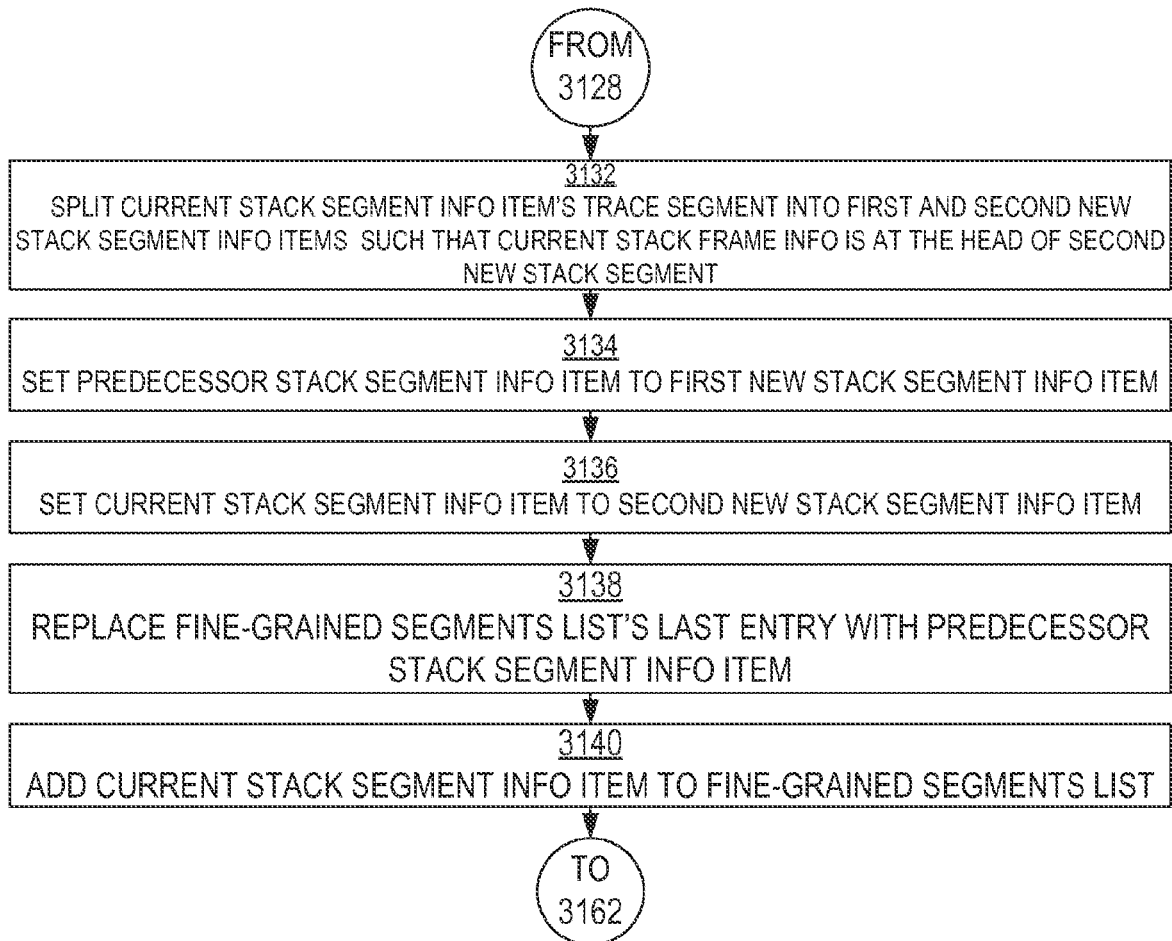 FROM
3128
3132
SPLIT CURRENT STACK SEGMENT INFO ITEM'S TRACE SEGMENT INTO FIRST AND SECOND NEW
STACK SEGMENT INFO ITEMS SUCH THAT CURRENT STACK FRAME INFO IS AT THE HEAD OF SECOND
NEW STACK SEGMENT
3134
SET PREDECESSOR STACK SEGMENT INFO ITEM TO FIRST NEW STACK SEGMENT INFO ITEM
3136
SET CURRENT STACK SEGMENT INFO ITEM TO SECOND NEW STACK SEGMENT INFO ITEM
3138
REPLACE FINE-GRAINED SEGMENTS LIST'S LAST ENTRY WITH PREDECESSOR
STACK SEGMENT INFO ITEM
3140
ADD CURRENT STACK SEGMENT INFO ITEM TO FINE-GRAINED SEGMENTS LIST
TO
3162